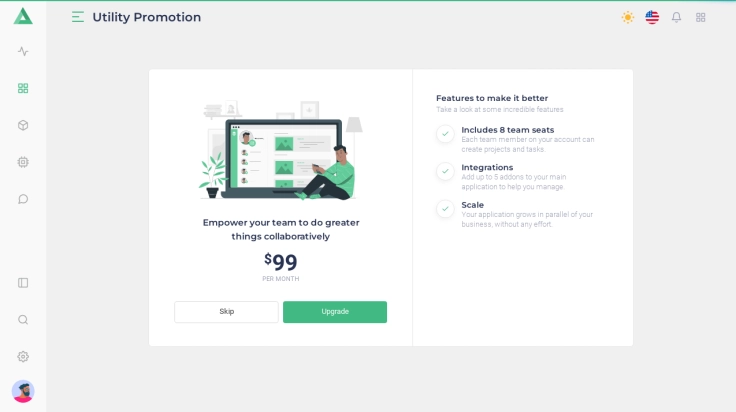 Utility Promotion
Empower your team to do greater
things collaboratively
$99
PER MONTH
Skip
Upgrade
Features to make it better
Take a look at some incredible features
Includes 8 team seats
Each team member on your account can
create projects and tasks.
Integrations
Add up to 5 addons to your main
application to help you manage.
Scale
Your application grows in parallel of your
business, without any effort.